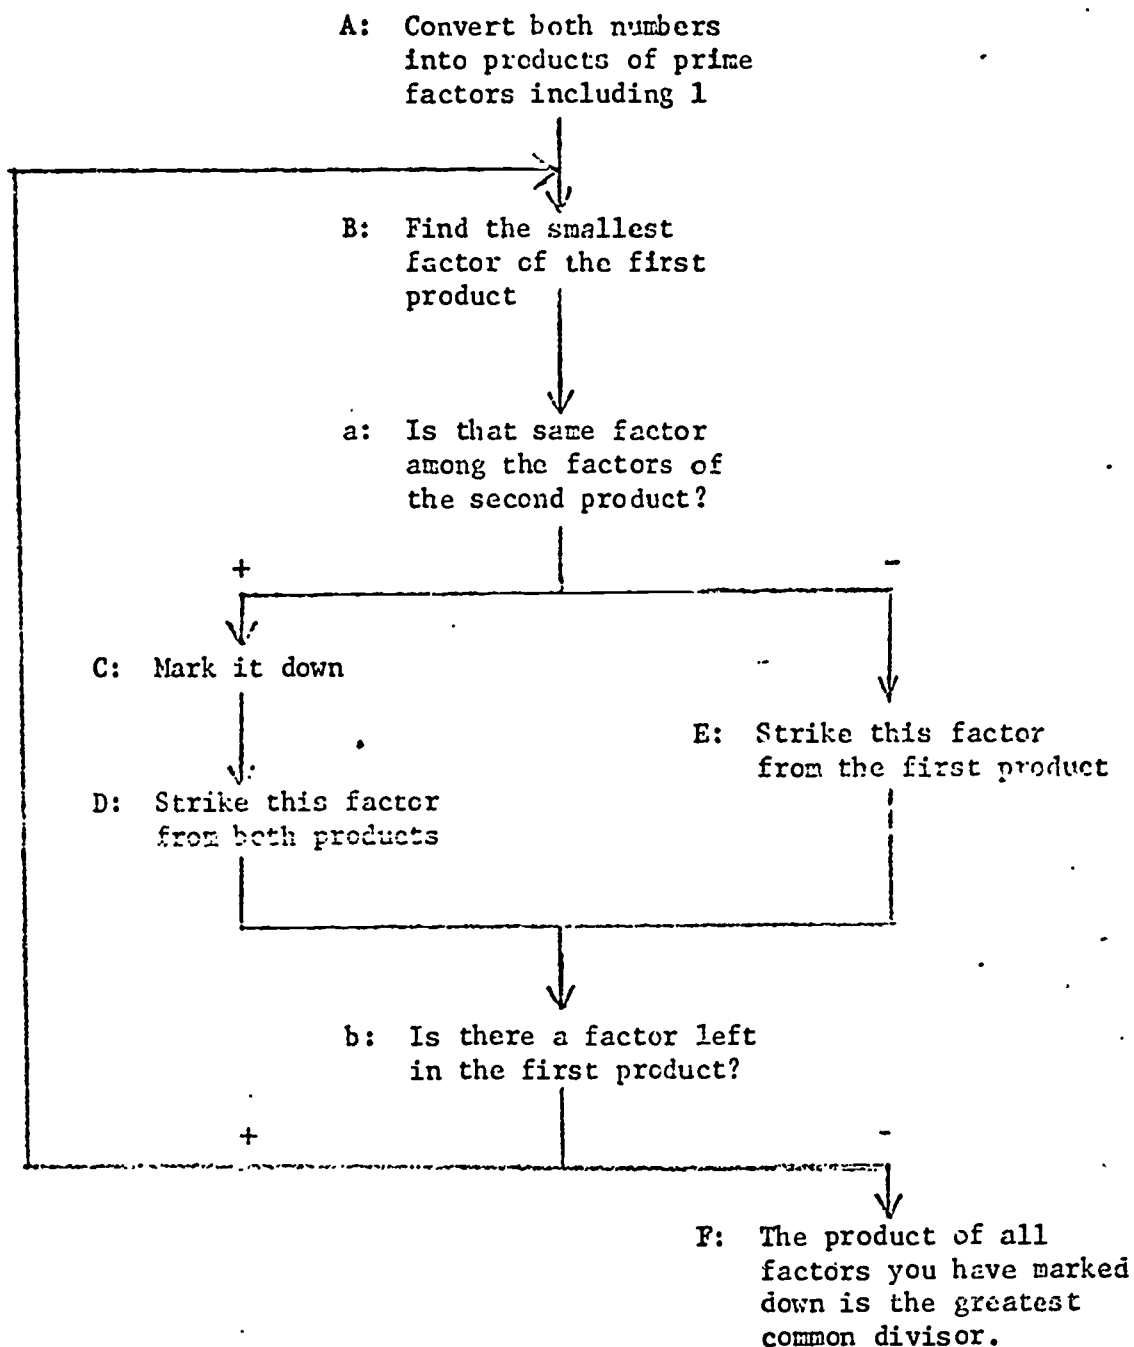 A: Convert both numbers
into products of prime
factors including 1
B: Find the smallest
factor of the first
product
a: Is that same factor
among the factors of
the second product?
+ -
C: Mark it down
E: Strike this factor
from the first product
D: Strike this factor
from both products
b: Is there a factor left
in the first product?
+ -
F: The product of all
factors you have marked
down is the greatest
common divisor.